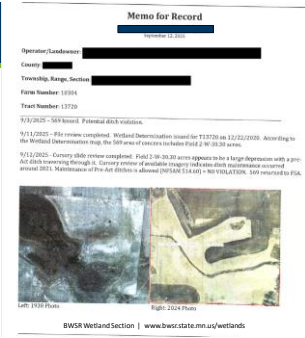 Memo for Record
September 12, 2025
Operator/Landowner:
County:
Township, Range, Section
Farm Number: 10304
Tract Number: 13720
9/3/2025 – 569 Issued. Potential ditch violation.
9/11/2025 – File review completed. Wetland Determination issued for T13720 on 12/22/2020. According to
the Wetland Determination map, the 569 area of concern includes Field 2-W-30.30 acres.
9/12/2025 - Cursory slide review completed. Field 2-W-30.30 acres appears to be a large depression with a pre-
Act ditch traversing through it. Cursory review of available imagery indicates ditch maintenance occurred
around 2021. Maintenance of Pre-Act ditches is allowed (NFSAM 514.60) = NO VIOLATION. 569 returned to FSA.
Left: 1938 Photo
Right: 2024 Photo
BWSR Wetland Section | www.bwsr.state.mn.us/wetlands